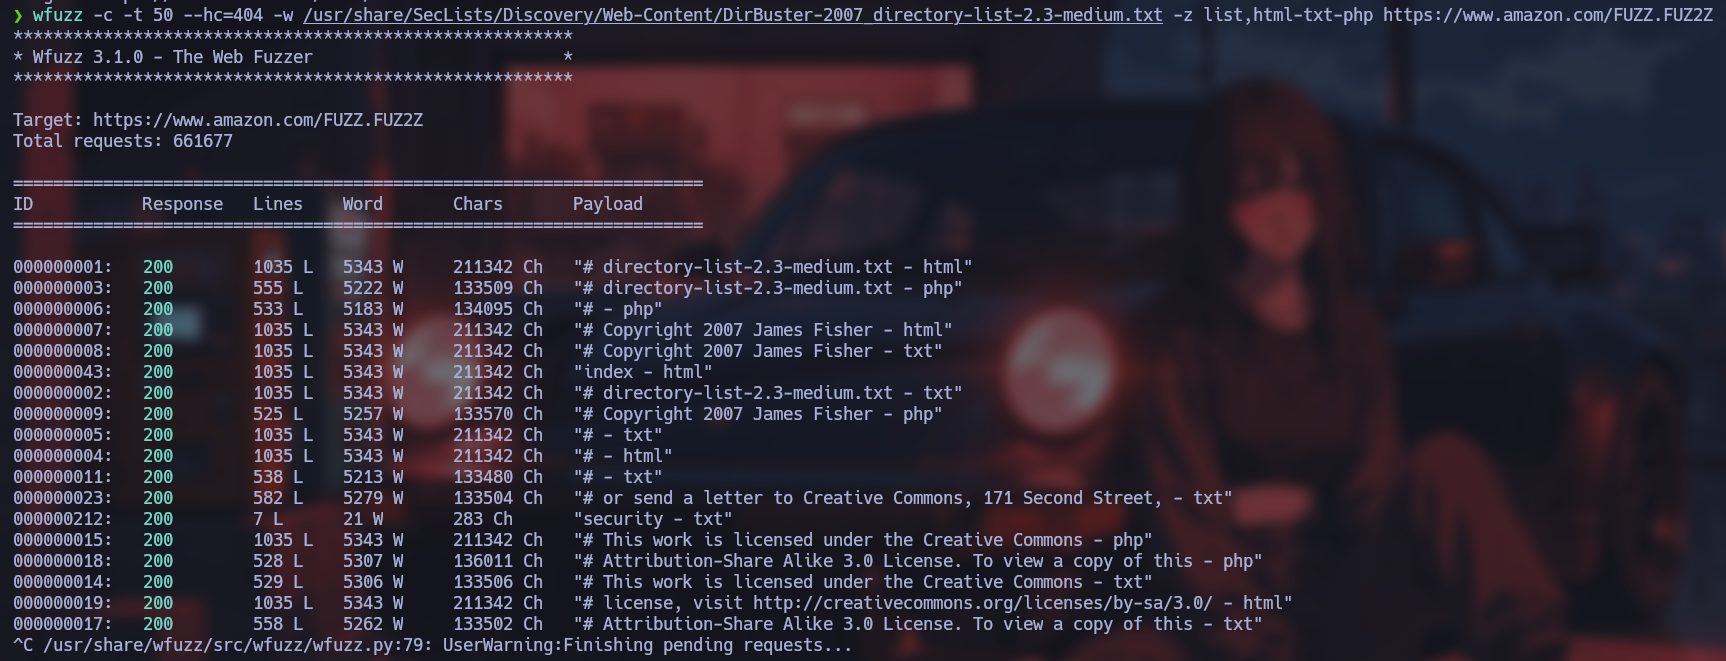 ❯ wfuzz -c -t 50 --hc=404 -w /usr/share/SecLists/Discovery/Web-Content/DirBuster-2007_directory-list-2.3-medium.txt -z list,html-txt-php https://www.amazon.com/FUZZ.FUZ2Z
********************************************************
* Wfuzz 3.1.0 - The Web Fuzzer                         *
********************************************************
Target: https://www.amazon.com/FUZZ.FUZ2Z
Total requests: 661677
=====================================================================
ID           Response   Lines    Word       Chars       Payload
=====================================================================
000000001:   200        1035 L   5343 W     211342 Ch   "# directory-list-2.3-medium.txt - html"
000000003:   200        555 L    5222 W     133509 Ch   "# directory-list-2.3-medium.txt - php"
000000006:   200        533 L    5183 W     134095 Ch   "# - php"
000000007:   200        1035 L   5343 W     211342 Ch   "# Copyright 2007 James Fisher - html"
000000008:   200        1035 L   5343 W     211342 Ch   "# Copyright 2007 James Fisher - txt"
000000043:   200        1035 L   5343 W     211342 Ch   "index - html"
000000002:   200        1035 L   5343 W     211342 Ch   "# directory-list-2.3-medium.txt - txt"
000000009:   200        525 L    5257 W     133570 Ch   "# Copyright 2007 James Fisher - php"
000000005:   200        1035 L   5343 W     211342 Ch   "# - txt"
000000004:   200        1035 L   5343 W     211342 Ch   "# - html"
000000011:   200        538 L    5213 W     133480 Ch   "# - txt"
000000023:   200        582 L    5279 W     133504 Ch   "# or send a letter to Creative Commons, 171 Second Street, - txt"
000000212:   200        7 L      21 W       283 Ch      "security - txt"
000000015:   200        1035 L   5343 W     211342 Ch   "# This work is licensed under the Creative Commons - php"
000000018:   200        528 L    5307 W     136011 Ch   "# Attribution-Share Alike 3.0 License. To view a copy of this - php"
000000014:   200        529 L    5306 W     133506 Ch   "# This work is licensed under the Creative Commons - txt"
000000019:   200        1035 L   5343 W     211342 Ch   "# license, visit http://creativecommons.org/licenses/by-sa/3.0/ - html"
000000017:   200        558 L    5262 W     133502 Ch   "# Attribution-Share Alike 3.0 License. To view a copy of this - txt"
^C /usr/share/wfuzz/src/wfuzz/wfuzz.py:79: UserWarning:Finishing pending requests...